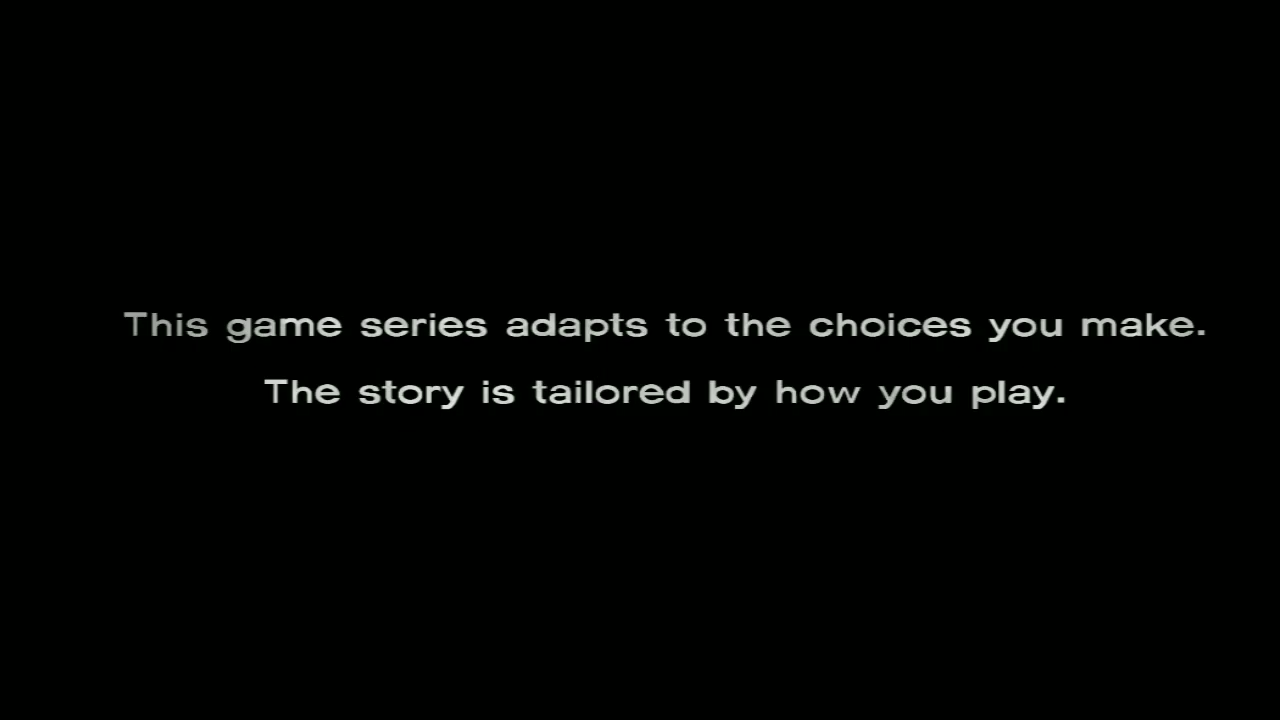 This game series adapts to the choices you make.
The story is tailored by how you play.